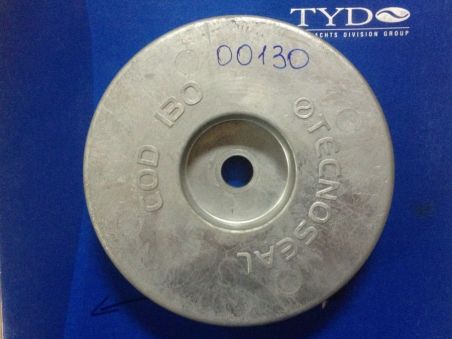 TYD
YACHTS DIVISION GROUP
00130
COD 130
TECNOSEAL